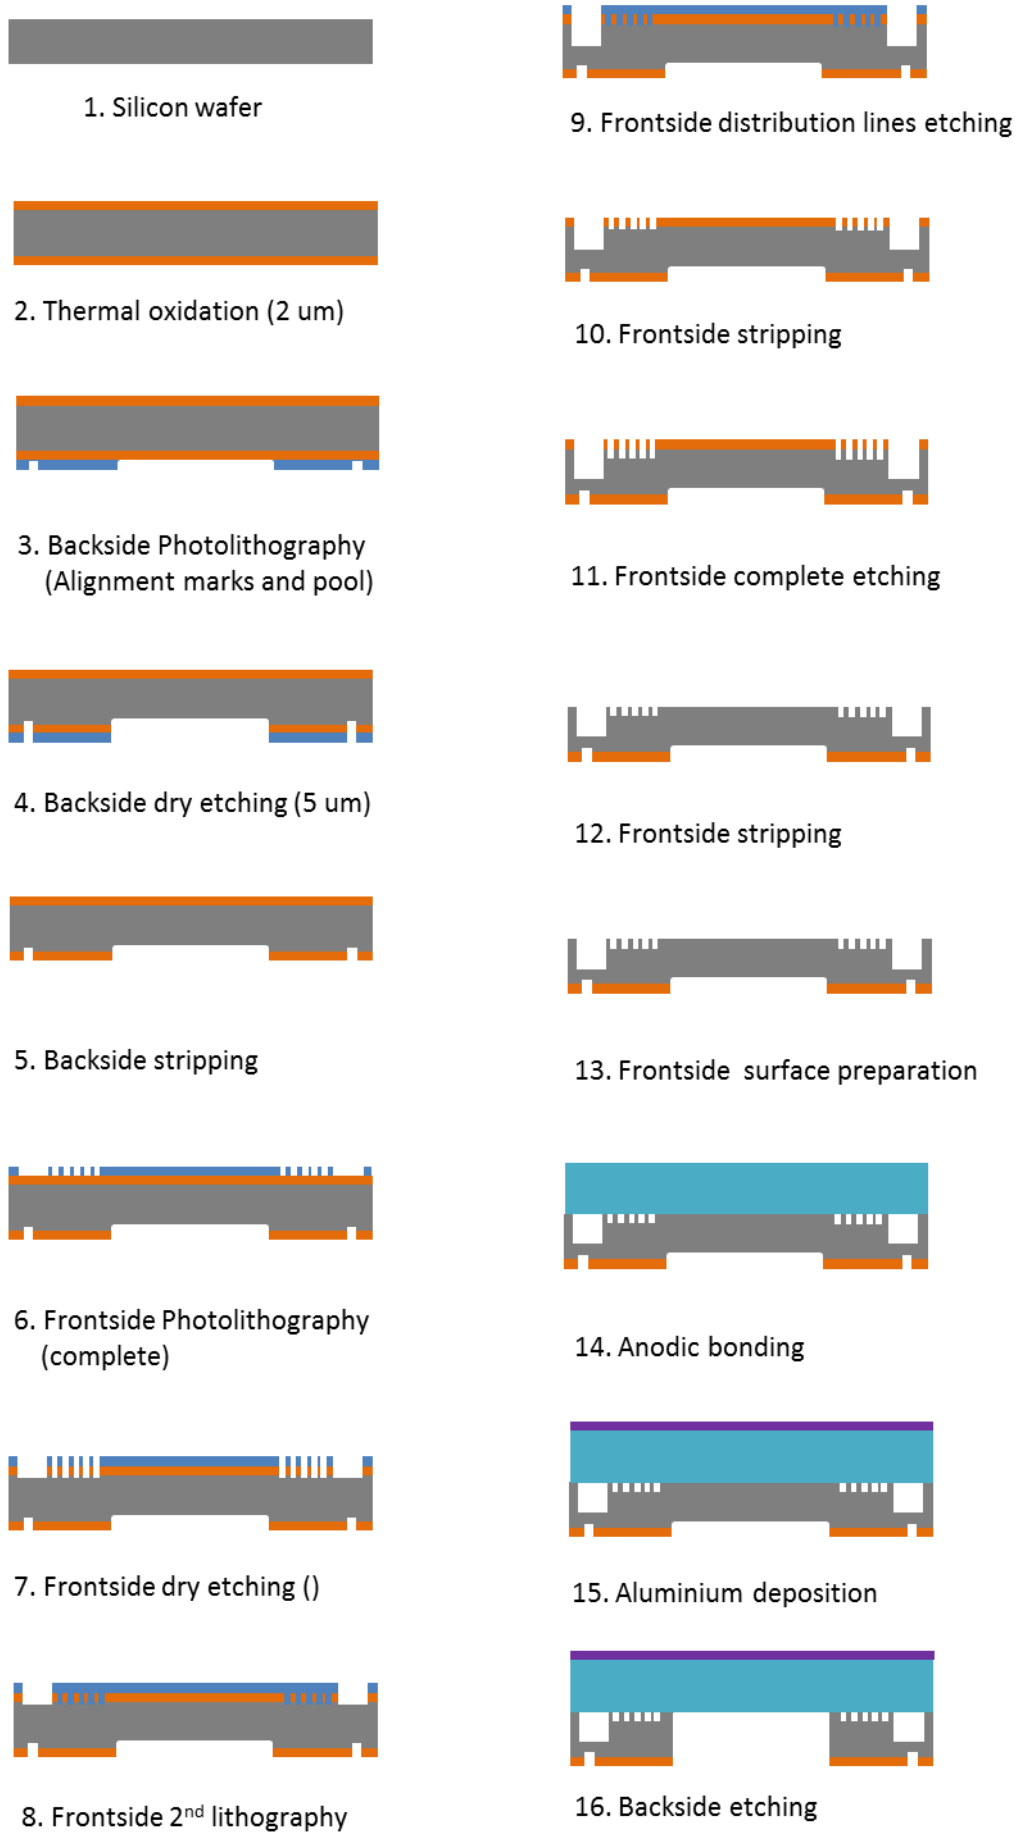 1. Silicon wafer
2. Thermal oxidation (2 um)
3. Backside Photolithography
(Alignment marks and pool)
4. Backside dry etching (5 um)
5. Backside stripping
6. Frontside Photolithography
(complete)
7. Frontside dry etching ()
8. Frontside 2nd lithography
9. Frontside distribution lines etching
10. Frontside stripping
11. Frontside complete etching
12. Frontside stripping
13. Frontside  surface preparation
14. Anodic bonding
15. Aluminium deposition
16. Backside etching